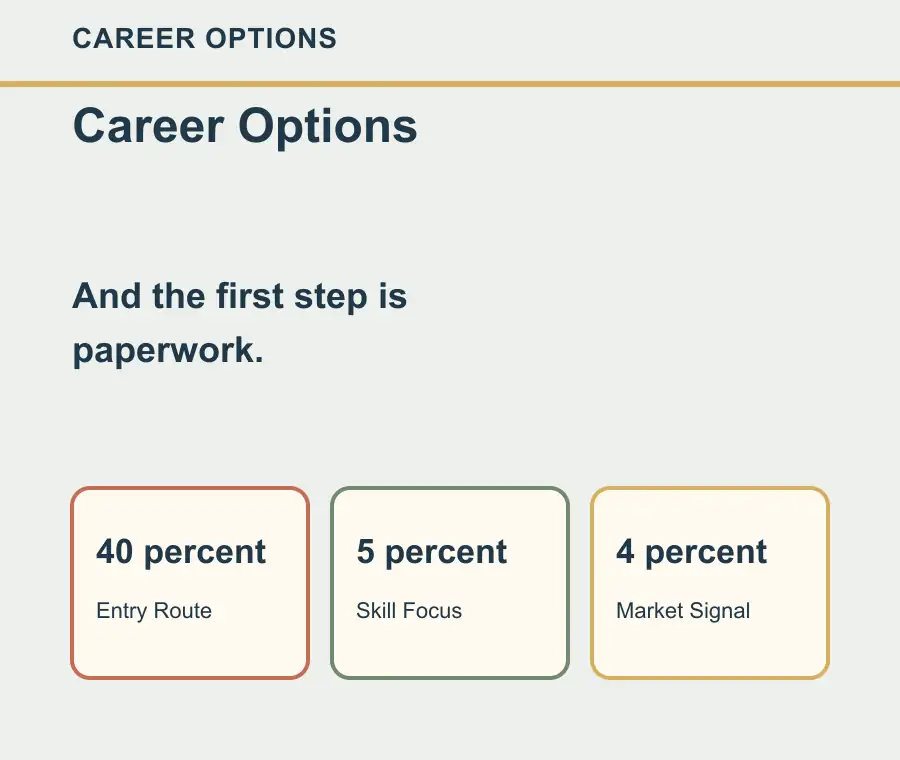 CAREER OPTIONS
Career Options
And the first step is
paperwork.
40 percent
Entry Route
5 percent
Skill Focus
4 percent
Market Signal